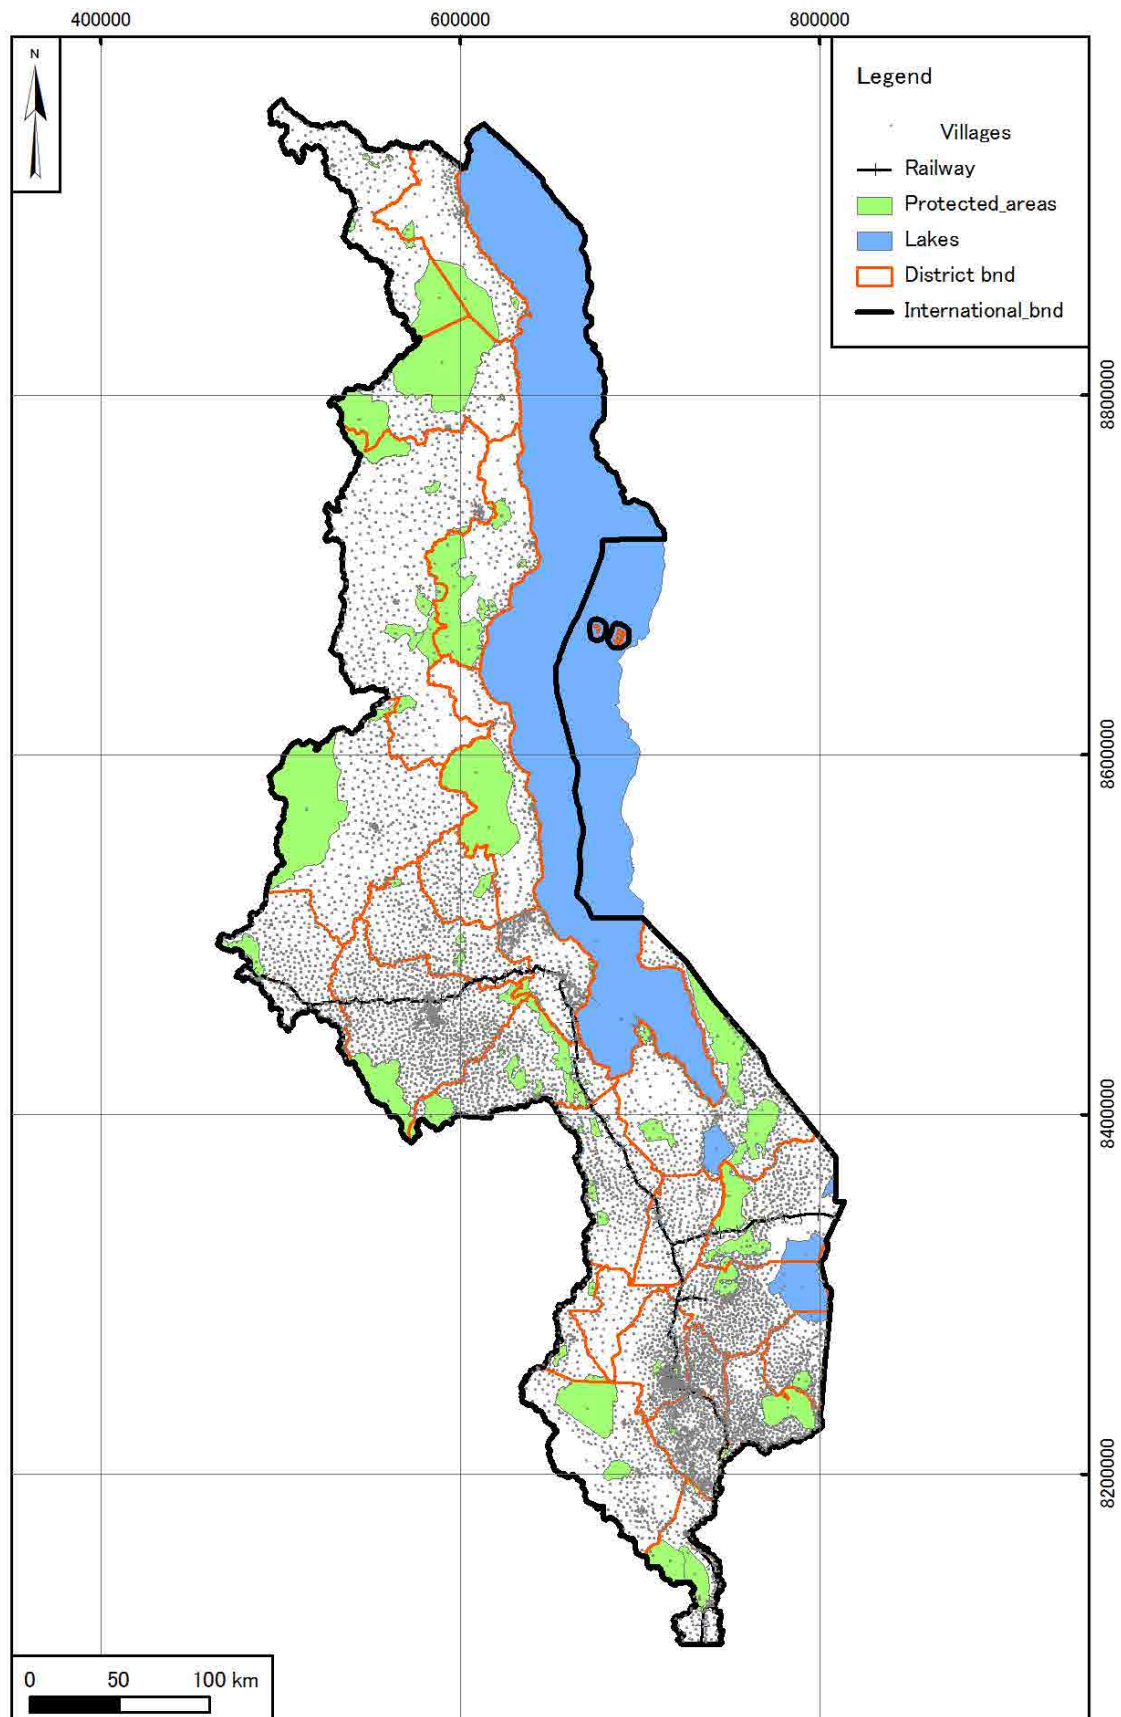 400000
600000
800000
N
Legend
Villages
Railway
Protected_areas
Lakes
District bnd
International_bnd
8800000
8600000
8400000
8200000
0
50
100 km